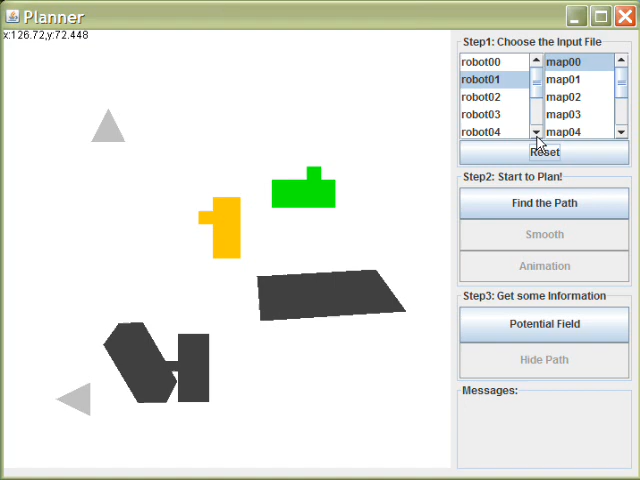 Planner
x:126.72,y:72.448
Step1: Choose the Input File
robot00
robot01
robot02
robot03
robot04
map00
map01
map02
map03
map04
Reset
Step2: Start to Plan!
Find the Path
Smooth
Animation
Step3: Get some Information
Potential Field
Hide Path
Messages: